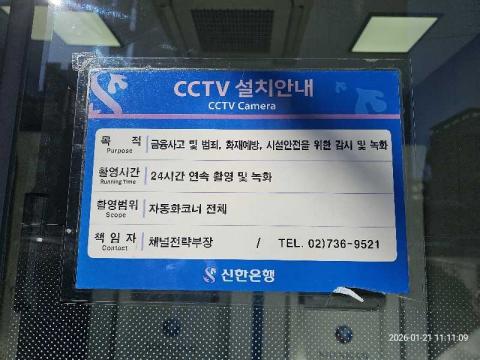 CCTV 설치안내
CCTV Camera
목 적 금융사고 및 범죄, 화재예방, 시설안전을 위한 감시 및 녹화
Purpose
촬영시간 24시간 연속 촬영 및 녹화
Running Time
촬영범위 자동화코너 전체
Scope
책 임 자 채널전략부장 / TEL. 02)736-9521
Contact
신한은행
2026-01-21 11:11:09